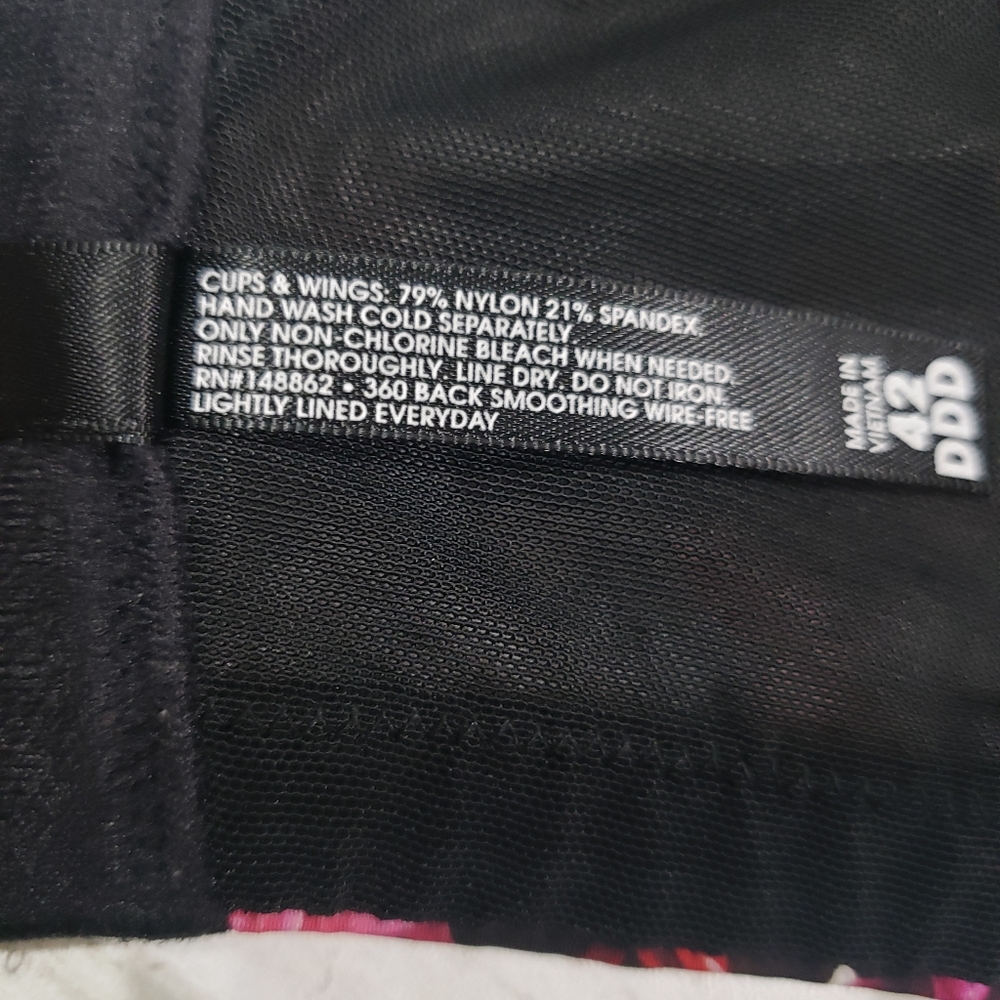 CUPS & WINGS: 79% NYLON 21% SPANDEX.
HAND WASH COLD SEPARATELY.
ONLY NON-CHLORINE BLEACH WHEN NEEDED.
RINSE THOROUGHLY. LINE DRY. DO NOT IRON.
RN#148862 • 360 BACK SMOOTHING WIRE-FREE
LIGHTLY LINED EVERYDAY
MADE IN
VIETNAM
42
DDD